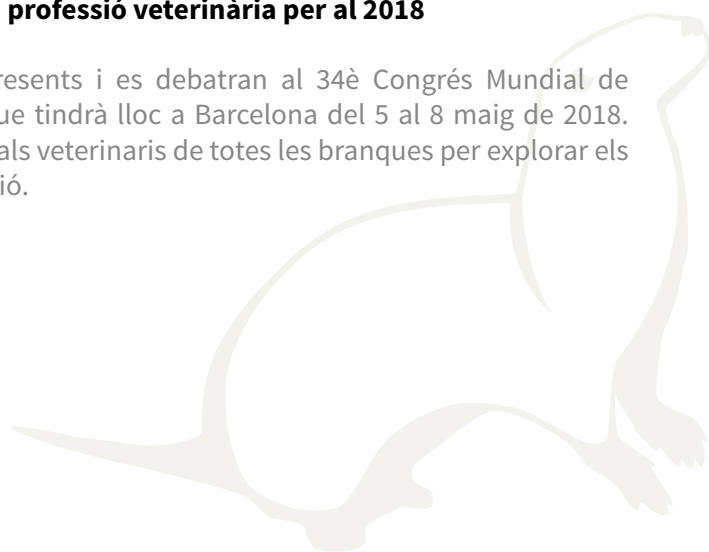 professió veterinària per al 2018
resents i es debatran al 34è Congrés Mundial de
ue tindrà lloc a Barcelona del 5 al 8 maig de 2018.
als veterinaris de totes les branques per explorar els
ió.